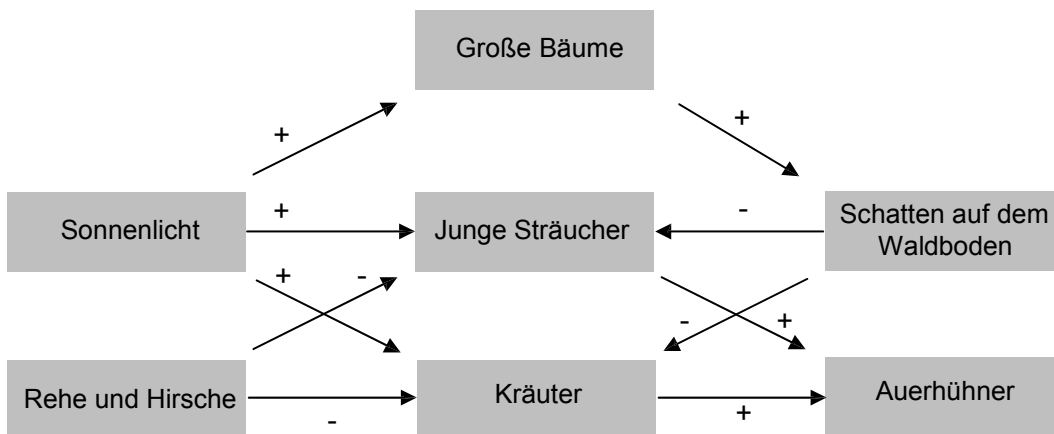 Große Bäume
+
+
Sonnenlicht
+
Junge Sträucher
-
Schatten auf dem
Waldboden
+
-
-
+
Rehe und Hirsche
-
Kräuter
+
Auerhühner